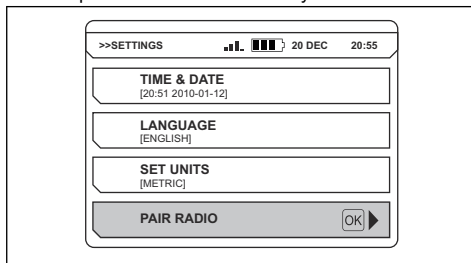 >>SETTINGS 20 DEC 20:55
TIME & DATE
[20:51 2010-01-12]
LANGUAGE
[ENGLISH]
SET UNITS
[METRIC]
PAIR RADIO OK